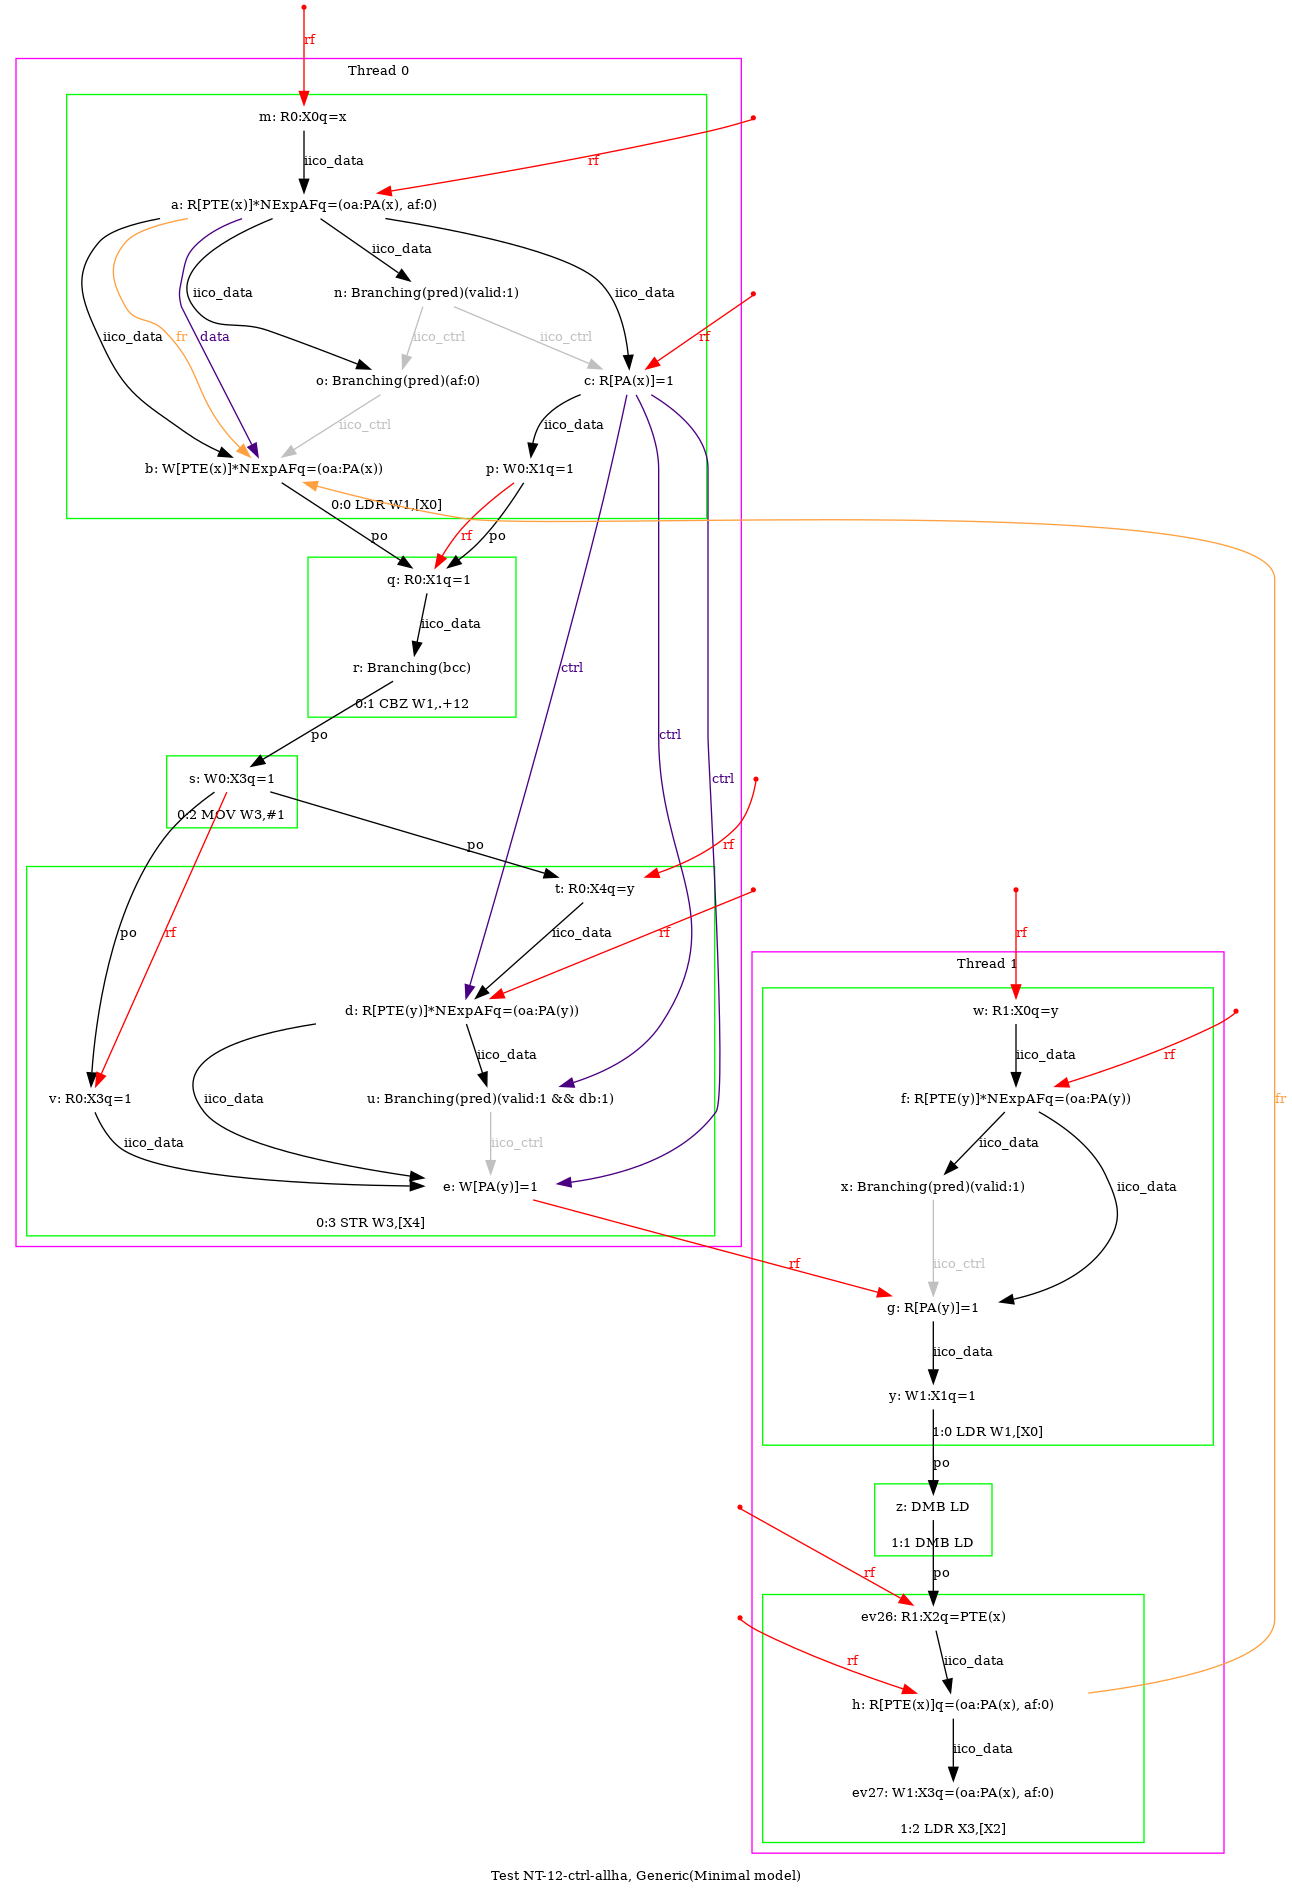 rf
Thread 0
m: R0:X0q=x
iico_data
rf
a: R[PTE(x)]*NExpAFq=(oa:PA(x), af:0)
iico_data
iico_data
iico_data
n: Branching(pred)(valid:1)
iico_data
fr
data
iico_ctrl
iico_ctrl
rf
o: Branching(pred)(af:0)
c: R[PA(x)]=1
iico_ctrl
iico_data
b: W[PTE(x)]*NExpAFq=(oa:PA(x))
p: W0:X1q=1
0:0 LDR W1,[X0]
po
rf
po
q: R0:X1q=1
iico_data
r: Branching(bcc)
ctrl
0:1 CBZ W1,.+12
po
ctrl
s: W0:X3q=1
ctrl
0:2 MOV W3,#1
po
rf
t: R0:X4q=y
po
rf
iico_data
rf
rf
Thread 1
d: R[PTE(y)]*NExpAFq=(oa:PA(y))
w: R1:X0q=y
iico_data
iico_data
rf
v: R0:X3q=1
iico_data
u: Branching(pred)(valid:1 && db:1)
f: R[PTE(y)]*NExpAFq=(oa:PA(y))
fr
iico_data
iico_ctrl
iico_data
e: W[PA(y)]=1
x: Branching(pred)(valid:1)
iico_data
0:3 STR W3,[X4]
rf
iico_ctrl
g: R[PA(y)]=1
iico_data
y: W1:X1q=1
1:0 LDR W1,[X0]
po
z: DMB LD
1:1 DMB LD
rf
po
ev26: R1:X2q=PTE(x)
rf
iico_data
h: R[PTE(x)]q=(oa:PA(x), af:0)
iico_data
ev27: W1:X3q=(oa:PA(x), af:0)
1:2 LDR X3,[X2]
Test NT-12-ctrl-allha, Generic(Minimal model)